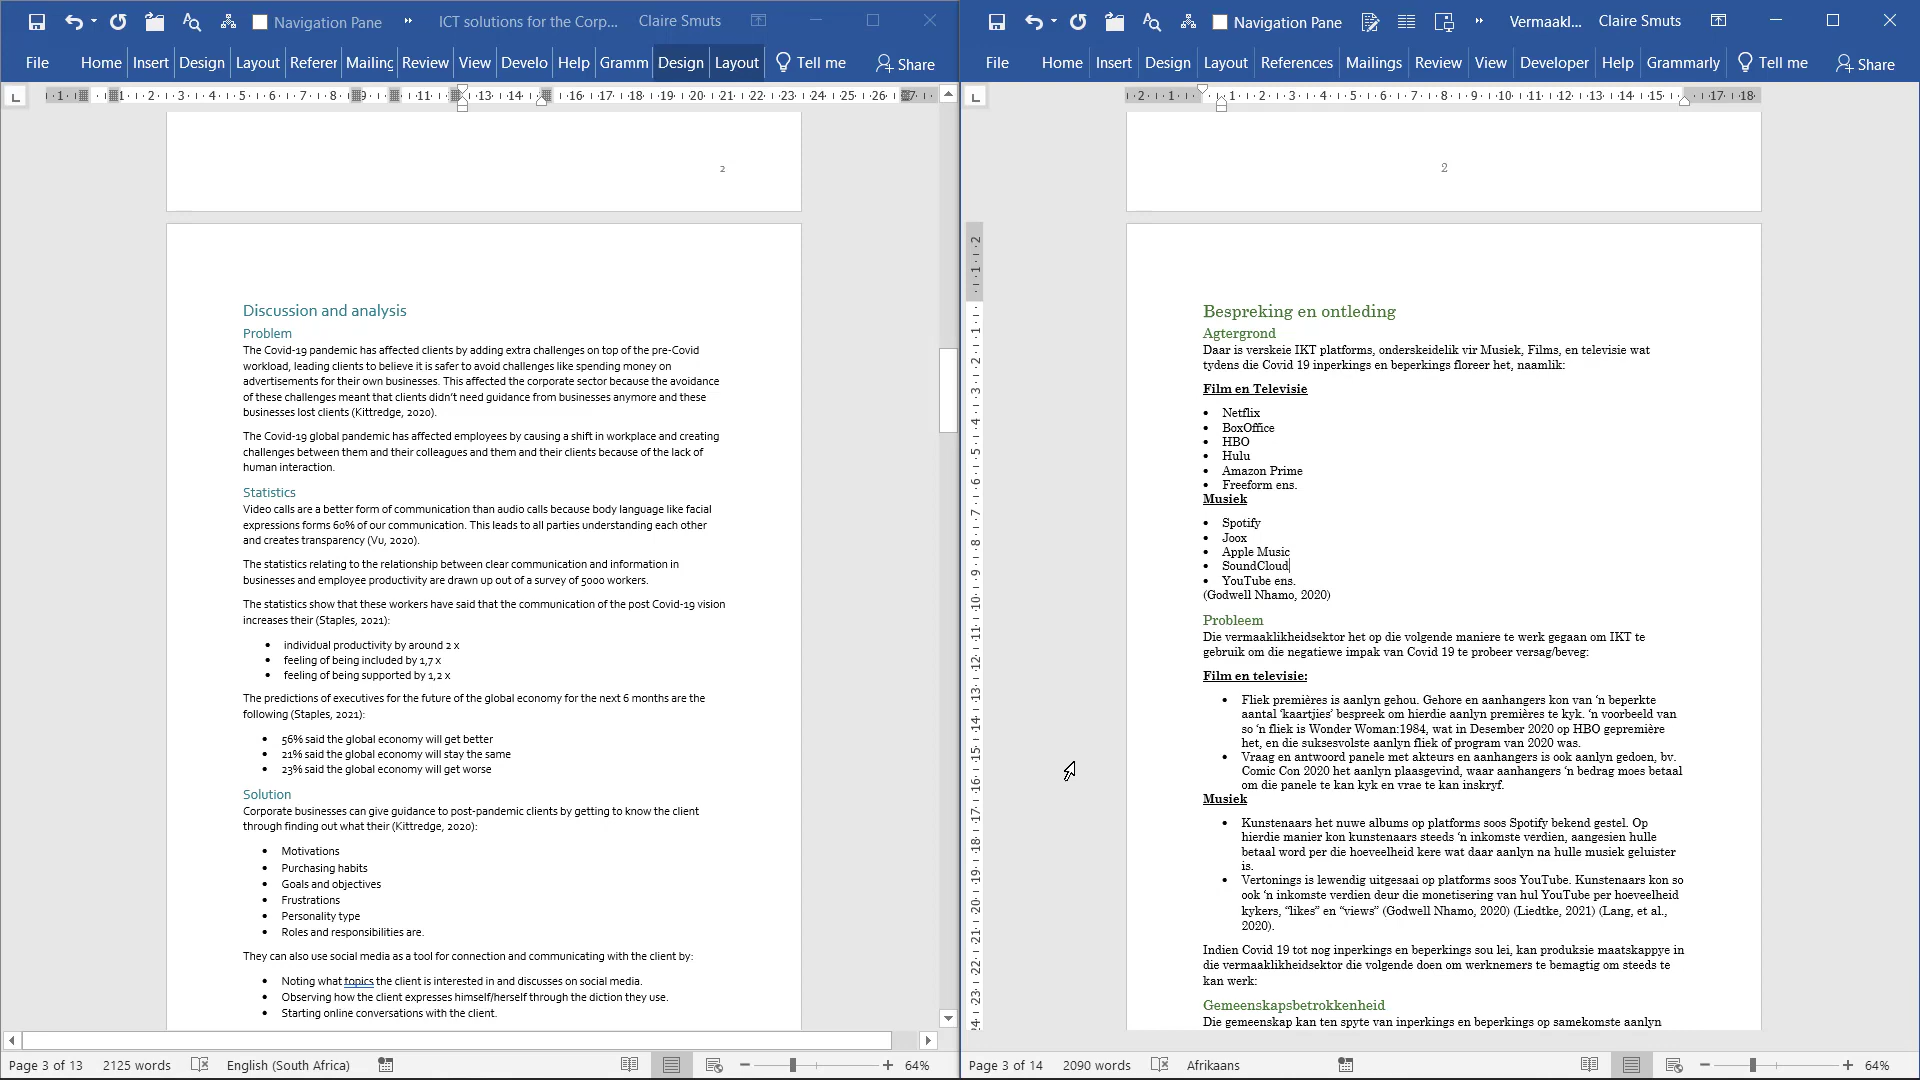 Navigation Pane
ICT solutions for the Corp...
Claire Smuts
File Home Insert Design Layout Referer Mailing Review View Develo Help Gramm Design Layout Tell me Share
2
Discussion and analysis
Problem
The Covid-19 pandemic has affected clients by adding extra challenges on top of the pre-Covid
workload, leading clients to believe it is safer to avoid challenges like spending money on
advertisements for their own businesses. This affected the corporate sector because the avoidance
of these challenges meant that clients didn't need guidance from businesses anymore and these
businesses lost clients (Kittredge, 2020).
The Covid-19 global pandemic has affected employees by causing a shift in workplace and creating
challenges between them and their colleagues and them and their clients because of the lack of
human interaction.
Statistics
Video calls are a better form of communication than audio calls because body language like facial
expressions forms 60% of our communication. This leads to all parties understanding each other
and creates transparency (Vu, 2020).
The statistics relating to the relationship between clear communication and information in
businesses and employee productivity are drawn up out of a survey of 5000 workers.
The statistics show that these workers have said that the communication of the post Covid-19 vision
increases their (Staples, 2021):
• individual productivity by around 2 x
• feeling of being included by 1,7 x
• feeling of being supported by 1,2 x
The predictions of executives for the future of the global economy for the next 6 months are the
following (Staples, 2021):
• 56% said the global economy will get better
• 21% said the global economy will stay the same
• 23% said the global economy will get worse
Solution
Corporate businesses can give guidance to post-pandemic clients by getting to know the client
through finding out what their (Kittredge, 2020):
• Motivations
• Purchasing habits
• Goals and objectives
• Frustrations
• Personality type
• Roles and responsibilities are.
They can also use social media as a tool for connection and communicating with the client by:
• Noting what topics the client is interested in and discusses on social media.
• Observing how the client expresses himself/herself through the diction they use.
• Starting online conversations with the client.
Page 3 of 13 2125 words English (South Africa) 64%
Navigation Pane
Vermaakl...
Claire Smuts
File Home Insert Design Layout References Mailings Review View Developer Help Grammarly Tell me Share
2
Bespreking en ontleding
Agtergrond
Daar is verskeie IKT platforms, onderskeidelik vir Musiek, Films, en televisie wat
tydens die Covid 19 inperkings en beperkings floreer het, naamlik:
Film en Televisie
• Netflix
• BoxOffice
• HBO
• Hulu
• Amazon Prime
• Freeform ens.
Musiek
• Spotify
• Joox
• Apple Music
• SoundCloud
• YouTube ens.
(Godwell Nhamo, 2020)
Probleem
Die vermaaklikheidsektor het op die volgende maniere te werk gegaan om IKT te
gebruik om die negatiewe impak van Covid 19 te probeer versag/beveg:
Film en televisie:
• Fliek premières is aanlyn gehou. Gehore en aanhangers kon van 'n beperkte
aantal 'kaartjies' bespreek om hierdie aanlyn premières te kyk. 'n voorbeeld van
so 'n fliek is Wonder Woman:1984, wat in Desember 2020 op HBO gepremière
het, en die suksesvolste aanlyn fliek of program van 2020 was.
• Vraag en antwoord panele met akteurs en aanhangers is ook aanlyn gedoen, bv.
Comic Con 2020 het aanlyn plaasgevind, waar aanhangers 'n bedrag moes betaal
om die panele te kan kyk en vrae te kan inskryf.
Musiek
• Kunstenaars het nuwe albums op platforms soos Spotify bekend gestel. Op
hierdie manier kon kunstenaars steeds 'n inkomste verdien, aangesien hulle
betaal word per die hoeveelheid kere wat daar aanlyn na hulle musiek geluister
is.
• Vertonings is lewendig uitgesaai op platforms soos YouTube. Kunstenaars kon so
ook 'n inkomste verdien deur die monetisering van hul YouTube per hoeveelheid
kykers, "likes" en "views" (Godwell Nhamo, 2020) (Liedtke, 2021) (Lang, et al.,
2020).
Indien Covid 19 tot nog inperkings en beperkings sou lei, kan produksie maatskappye in
die vermaaklikheidsektor die volgende doen om werknemers te bemagtig om steeds te
kan werk:
Gemeenskapsbetrokkenheid
Die gemeenskap kan ten spyte van inperkings en beperkings op samekomste aanlyn
Page 3 of 14 2090 words Afrikaans 64%